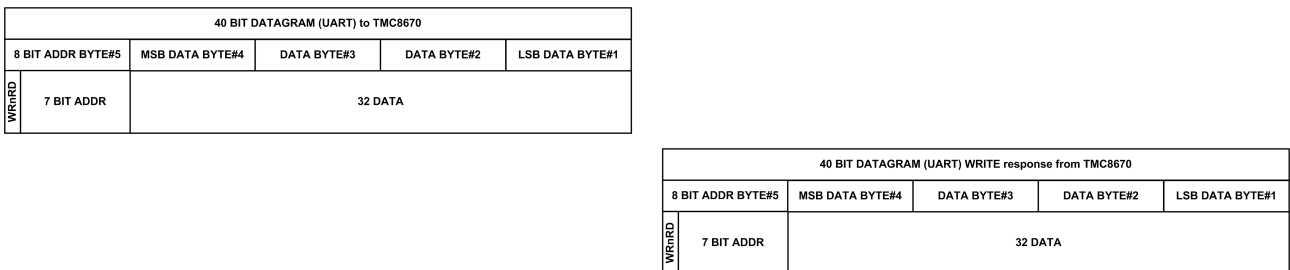 40 BIT DATAGRAM (UART) to TMC8670
8 BIT ADDR BYTE#5 MSB DATA BYTE#4 DATA BYTE#3 DATA BYTE#2 LSB DATA BYTE#1
WRnRD 7 BIT ADDR 32 DATA
40 BIT DATAGRAM (UART) WRITE response from TMC8670
8 BIT ADDR BYTE#5 MSB DATA BYTE#4 DATA BYTE#3 DATA BYTE#2 LSB DATA BYTE#1
WRnRD 7 BIT ADDR 32 DATA